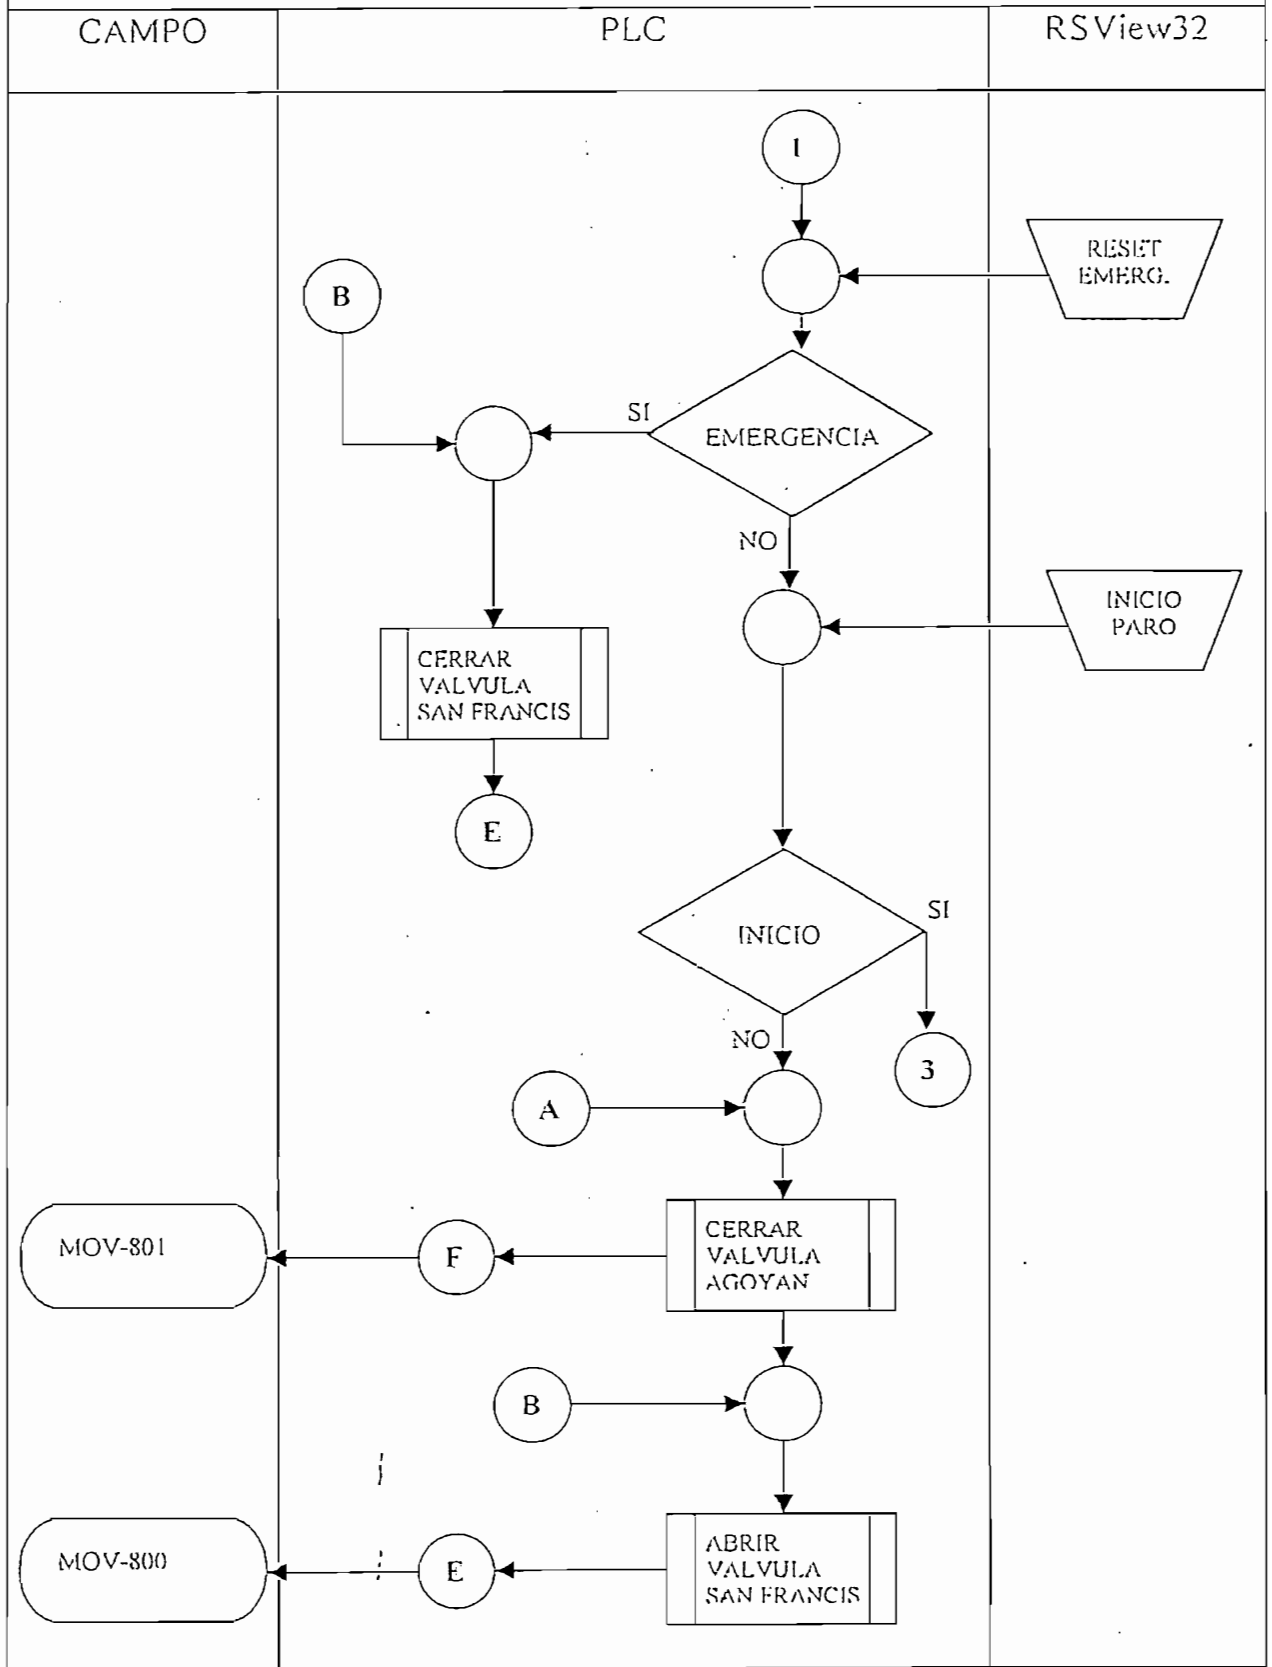 CAMPO
PLC
RSView32
1
RESET
EMERG.
B
SI
EMERGENCIA
NO
INICIO
PARO
CERRAR
VALVULA
SAN FRANCIS
E
SI
INICIO
NO
3
A
MOV-801
F
CERRAR
VALVULA
AGOYAN
B
MOV-800
E
ABRIR
VALVULA
SAN FRANCIS